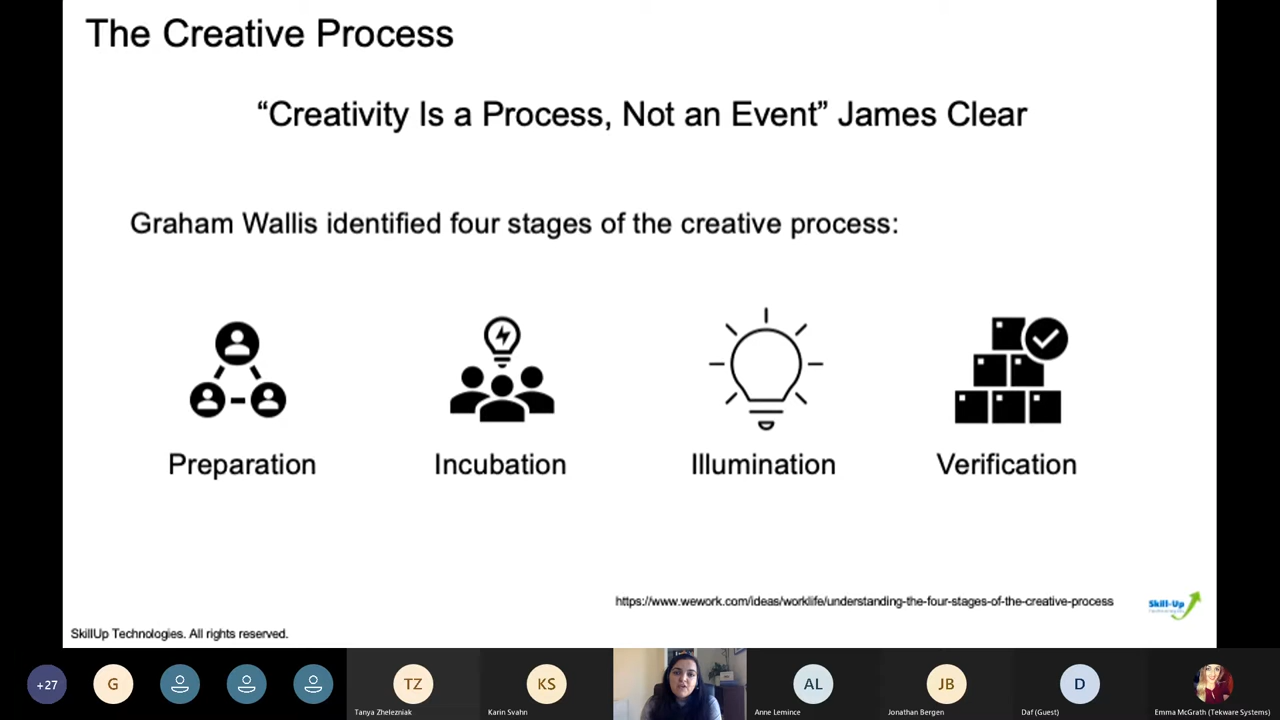 The Creative Process
“Creativity Is a Process, Not an Event” James Clear
Graham Wallis identified four stages of the creative process:
Preparation
Incubation
Illumination
Verification
https://www.wework.com/ideas/worklife/understanding-the-four-stages-of-the-creative-process
Skill-Up
SkillUp Technologies. All rights reserved.
+27
G
TZ
KS
AL
JB
D
Tanya Zhelezniak
Karin Svahn
Anne Lemince
Jonathan Bergen
Daf (Guest)
Emma McGrath (Tekware Systems)